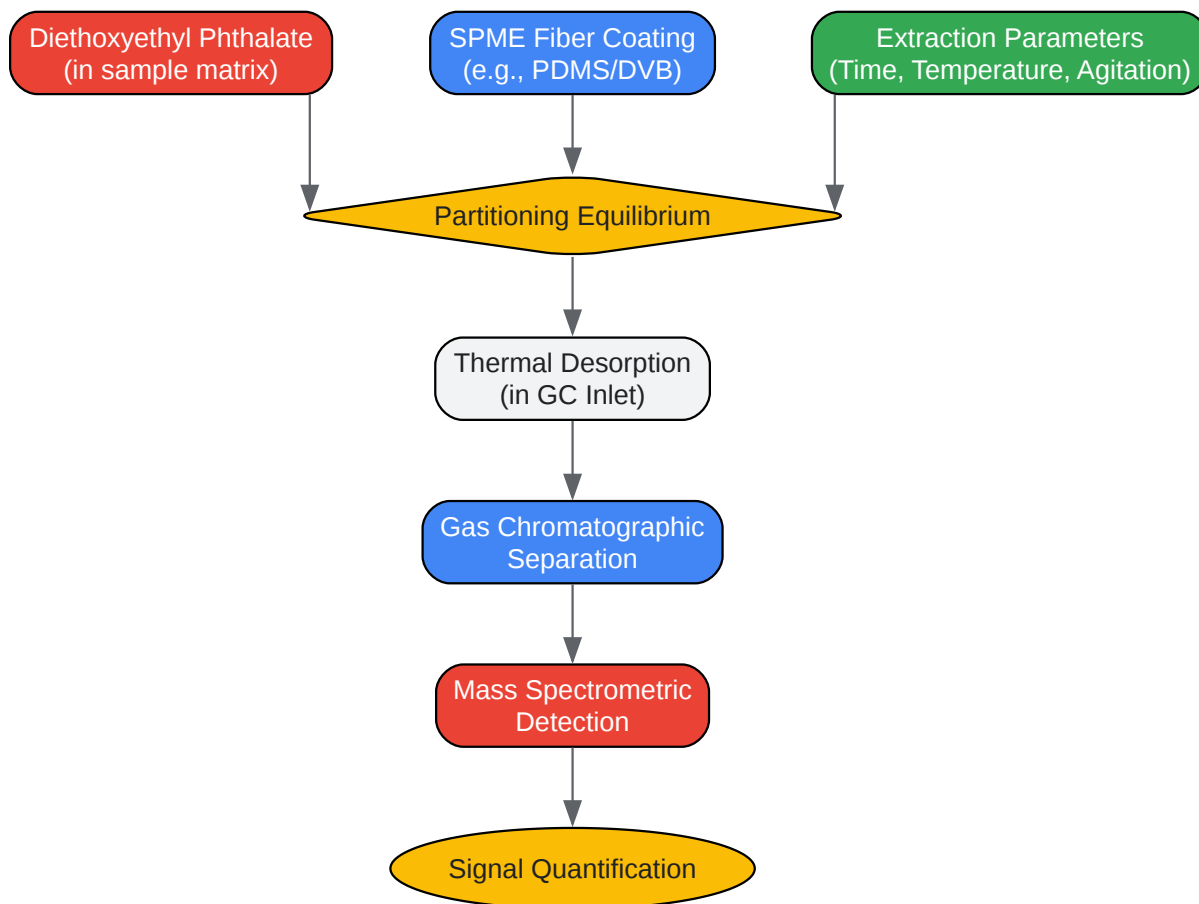 Diethoxyethyl Phthalate
(in sample matrix)
SPME Fiber Coating
(e.g., PDMS/DVB)
Extraction Parameters
(Time, Temperature, Agitation)
Partitioning Equilibrium
Thermal Desorption
(in GC Inlet)
Gas Chromatographic
Separation
Mass Spectrometric
Detection
Signal Quantification